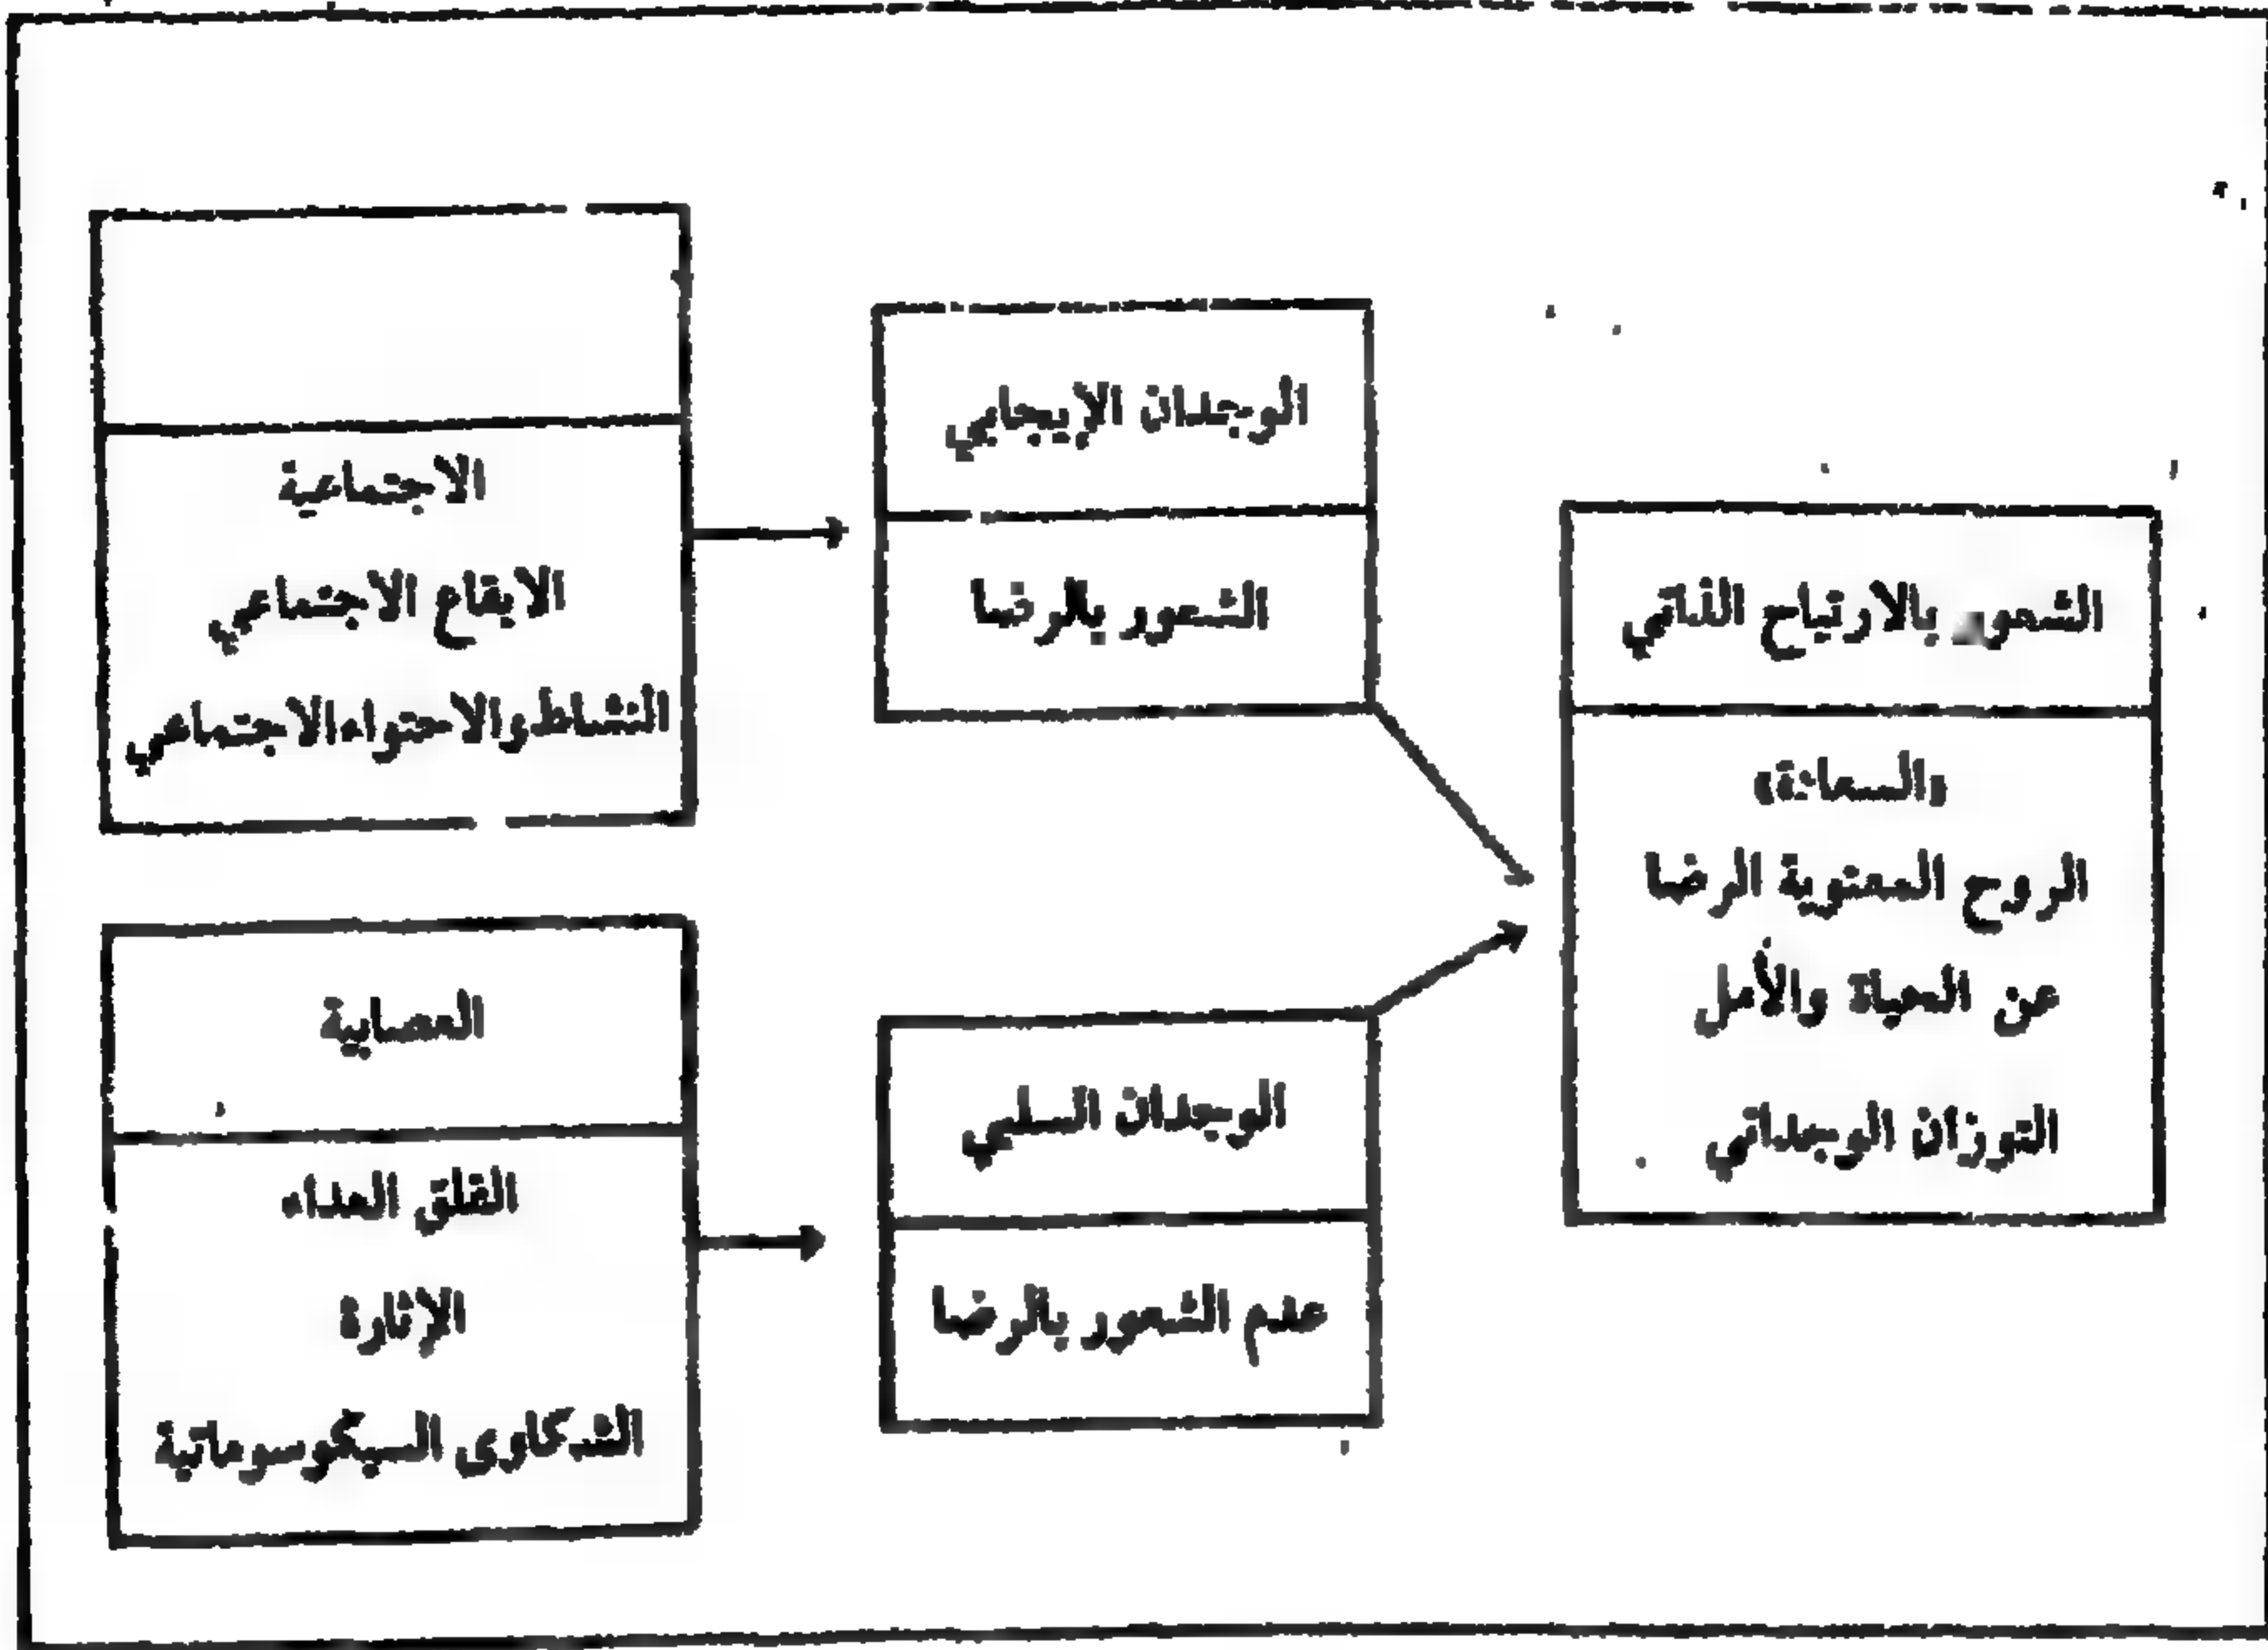 الاجتماعية
الايقاع الاجتماعي
النشاط والاحتواء الاجتماعي
العصابية
القلق العداء
الإثارة
الشكاوى السيكوسوماتية
الوجدان الإيجابي
الشعور بالرضا
الوجدان السلبي
عدم الشعور بالرضا
الشعور بالارتياح الذاتي
«السعادة»
الروح المعنوية الرضا
عن الحياة والأمل
التوزان الوجداني